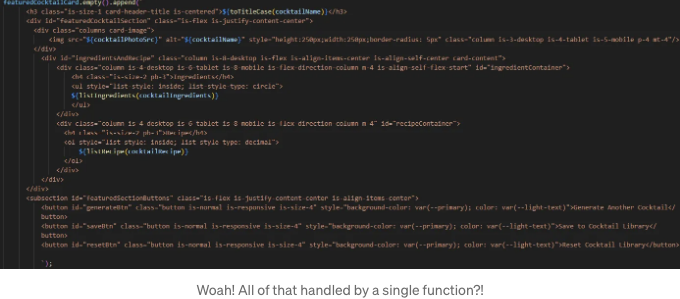 featuredCocktailCard.empty().append(`
<h3 class="is-size-1 card-header-title is-centered">${toTitleCase(cocktailName)}</h3>
<div id="featuredCocktailSection" class="is-flex is-justify-content-center">
<div class="columns card-image">
<img src="${cocktailPhotoSrc}" alt="${cocktailName}" style="height:250px;width:250px;border-radius: 5px" class="column is-3-desktop is-4-tablet is-5-mobile p-4 mt-4"/>
</div>
<div id="ingredientsAndRecipe" class="column is-8-desktop is-flex is-align-items-center is-align-self-center card-content">
<div class="column is-4-desktop is-6-tablet is-8-mobile is-flex-direction-column m-4 is-align-self-flex-start" id="ingredientContainer">
<h4 class="is-size-2 pb-3">Ingredients</h4>
<ul style="list-style: inside; list-style-type: circle">
${listIngredients(cocktailIngredients)}
</ul>
</div>
<div class="column is-4-desktop is-6-tablet is-8-mobile is-flex-direction-column m-4" id="recipeContainer">
<h4 class="is-size-2 pb-3">Recipe</h4>
<ol style="list-style: inside; list-style-type: decimal">
${listRecipe(cocktailRecipe)}
</ol>
</div>
</div>
</div>
<subsection id="featuredSectionButtons" class="is-flex is-justify-content-center is-align-items-center">
<button id="generateBtn" class="button is-normal is-responsive is-size-4" style="background-color: var(--primary); color: var(--light-text)">Generate Another Cocktail</
button>
<button id="saveBtn" class="button is-normal is-responsive is-size-4" style="background-color: var(--primary); color: var(--light-text)">Save to Cocktail Library</
button>
<button id="resetBtn" class="button is-normal is-responsive is-size-4" style="background-color: var(--primary); color: var(--light-text)">Reset Cocktail Library</button>
`);
Woah! All of that handled by a single function?!